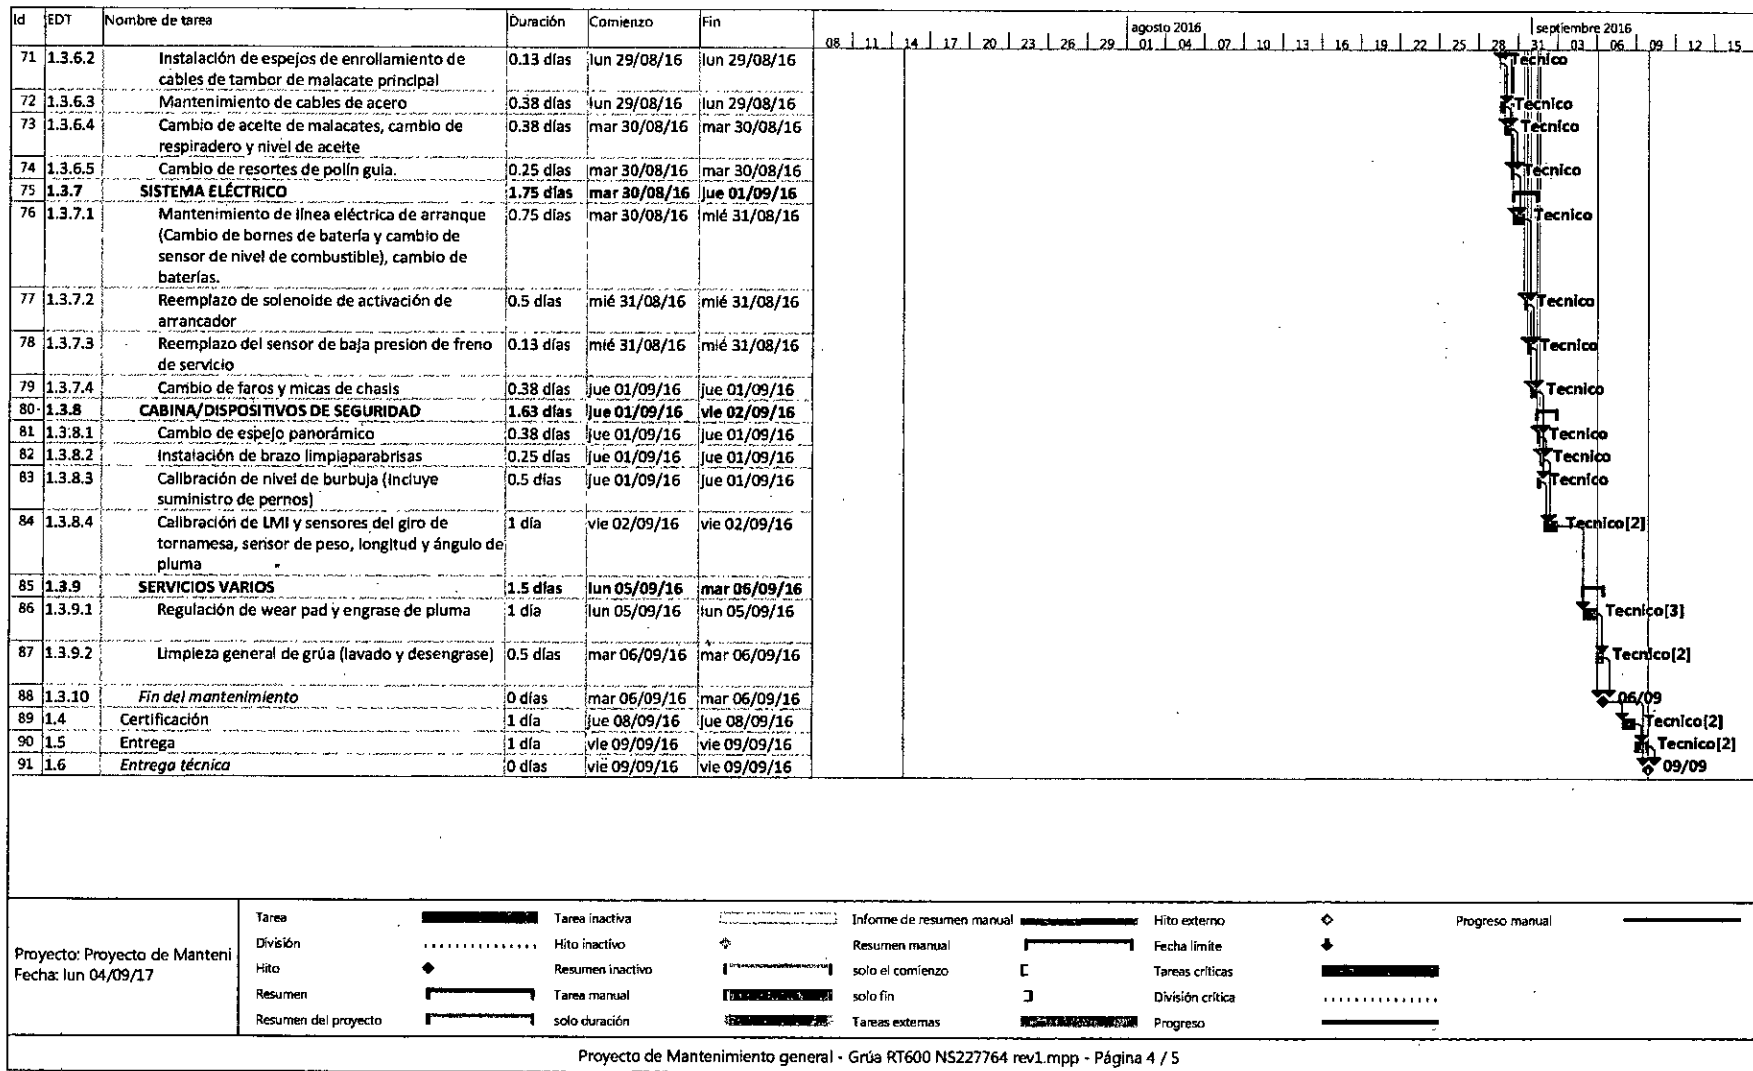 Id EDT Nombre de tarea Duración Comienzo Fin
agosto 2016 septiembre 2016
08 11 14 17 20 23 26 29 01 04 07 10 13 16 19 22 25 28 31 03 06 09 12 15
71 1.3.6.2 Instalación de espejos de enrollamiento de 0.13 días lun 29/08/16 lun 29/08/16 Tecnico
cables de tambor de malacate principal
72 1.3.6.3 Mantenimiento de cables de acero 0.38 días lun 29/08/16 lun 29/08/16 Tecnico
73 1.3.6.4 Cambio de aceite de malacates, cambio de 0.38 días mar 30/08/16 mar 30/08/16 Tecnico
respiradero y nivel de aceite
74 1.3.6.5 Cambio de resortes de polín guia. 0.25 días mar 30/08/16 mar 30/08/16 Tecnico
75 1.3.7 SISTEMA ELÉCTRICO 1.75 días mar 30/08/16 jue 01/09/16
76 1.3.7.1 Mantenimiento de línea eléctrica de arranque 0.75 días mar 30/08/16 mié 31/08/16 Tecnico
(Cambio de bornes de batería y cambio de
sensor de nivel de combustible), cambio de
baterías.
77 1.3.7.2 Reemplazo de solenoide de activación de 0.5 días mié 31/08/16 mié 31/08/16 Tecnico
arrancador
78 1.3.7.3 Reemplazo del sensor de baja presion de freno 0.13 días mié 31/08/16 mié 31/08/16 Tecnico
de servicio
79 1.3.7.4 Cambio de faros y micas de chasis 0.38 días jue 01/09/16 jue 01/09/16 Tecnico
80 1.3.8 CABINA/DISPOSITIVOS DE SEGURIDAD 1.63 días jue 01/09/16 vie 02/09/16
81 1.3.8.1 Cambio de espejo panorámico 0.38 días jue 01/09/16 jue 01/09/16 Tecnico
82 1.3.8.2 Instalación de brazo limpiaparabrisas 0.25 días jue 01/09/16 jue 01/09/16 Tecnico
83 1.3.8.3 Calibración de nivel de burbuja (Incluye 0.5 días jue 01/09/16 jue 01/09/16 Tecnico
suministro de pernos)
84 1.3.8.4 Calibración de LMI y sensores del giro de 1 día vie 02/09/16 vie 02/09/16 Tecnico[2]
tornamesa, sensor de peso, longitud y ángulo de
pluma
85 1.3.9 SERVICIOS VARIOS 1.5 días lun 05/09/16 mar 06/09/16
86 1.3.9.1 Regulación de wear pad y engrase de pluma 1 día lun 05/09/16 lun 05/09/16 Tecnico[3]
87 1.3.9.2 Limpieza general de grúa (lavado y desengrase) 0.5 días mar 06/09/16 mar 06/09/16 Tecnico[2]
88 1.3.10 Fin del mantenimiento 0 días mar 06/09/16 mar 06/09/16 06/09
89 1.4 Certificación 1 día jue 08/09/16 jue 08/09/16 Tecnico[2]
90 1.5 Entrega 1 día vie 09/09/16 vie 09/09/16 Tecnico[2]
91 1.6 Entrega técnica 0 días vie 09/09/16 vie 09/09/16 09/09
Proyecto: Proyecto de Manteni
Fecha: lun 04/09/17
Tarea Tarea inactiva Informe de resumen manual Hito externo Progreso manual
División Hito inactivo Resumen manual Fecha límite
Hito Resumen inactivo solo el comienzo Tareas críticas
Resumen Tarea manual solo fin División crítica
Resumen del proyecto solo duración Tareas externas Progreso
Proyecto de Mantenimiento general - Grúa RT600 NS227764 rev1.mpp - Página 4 / 5